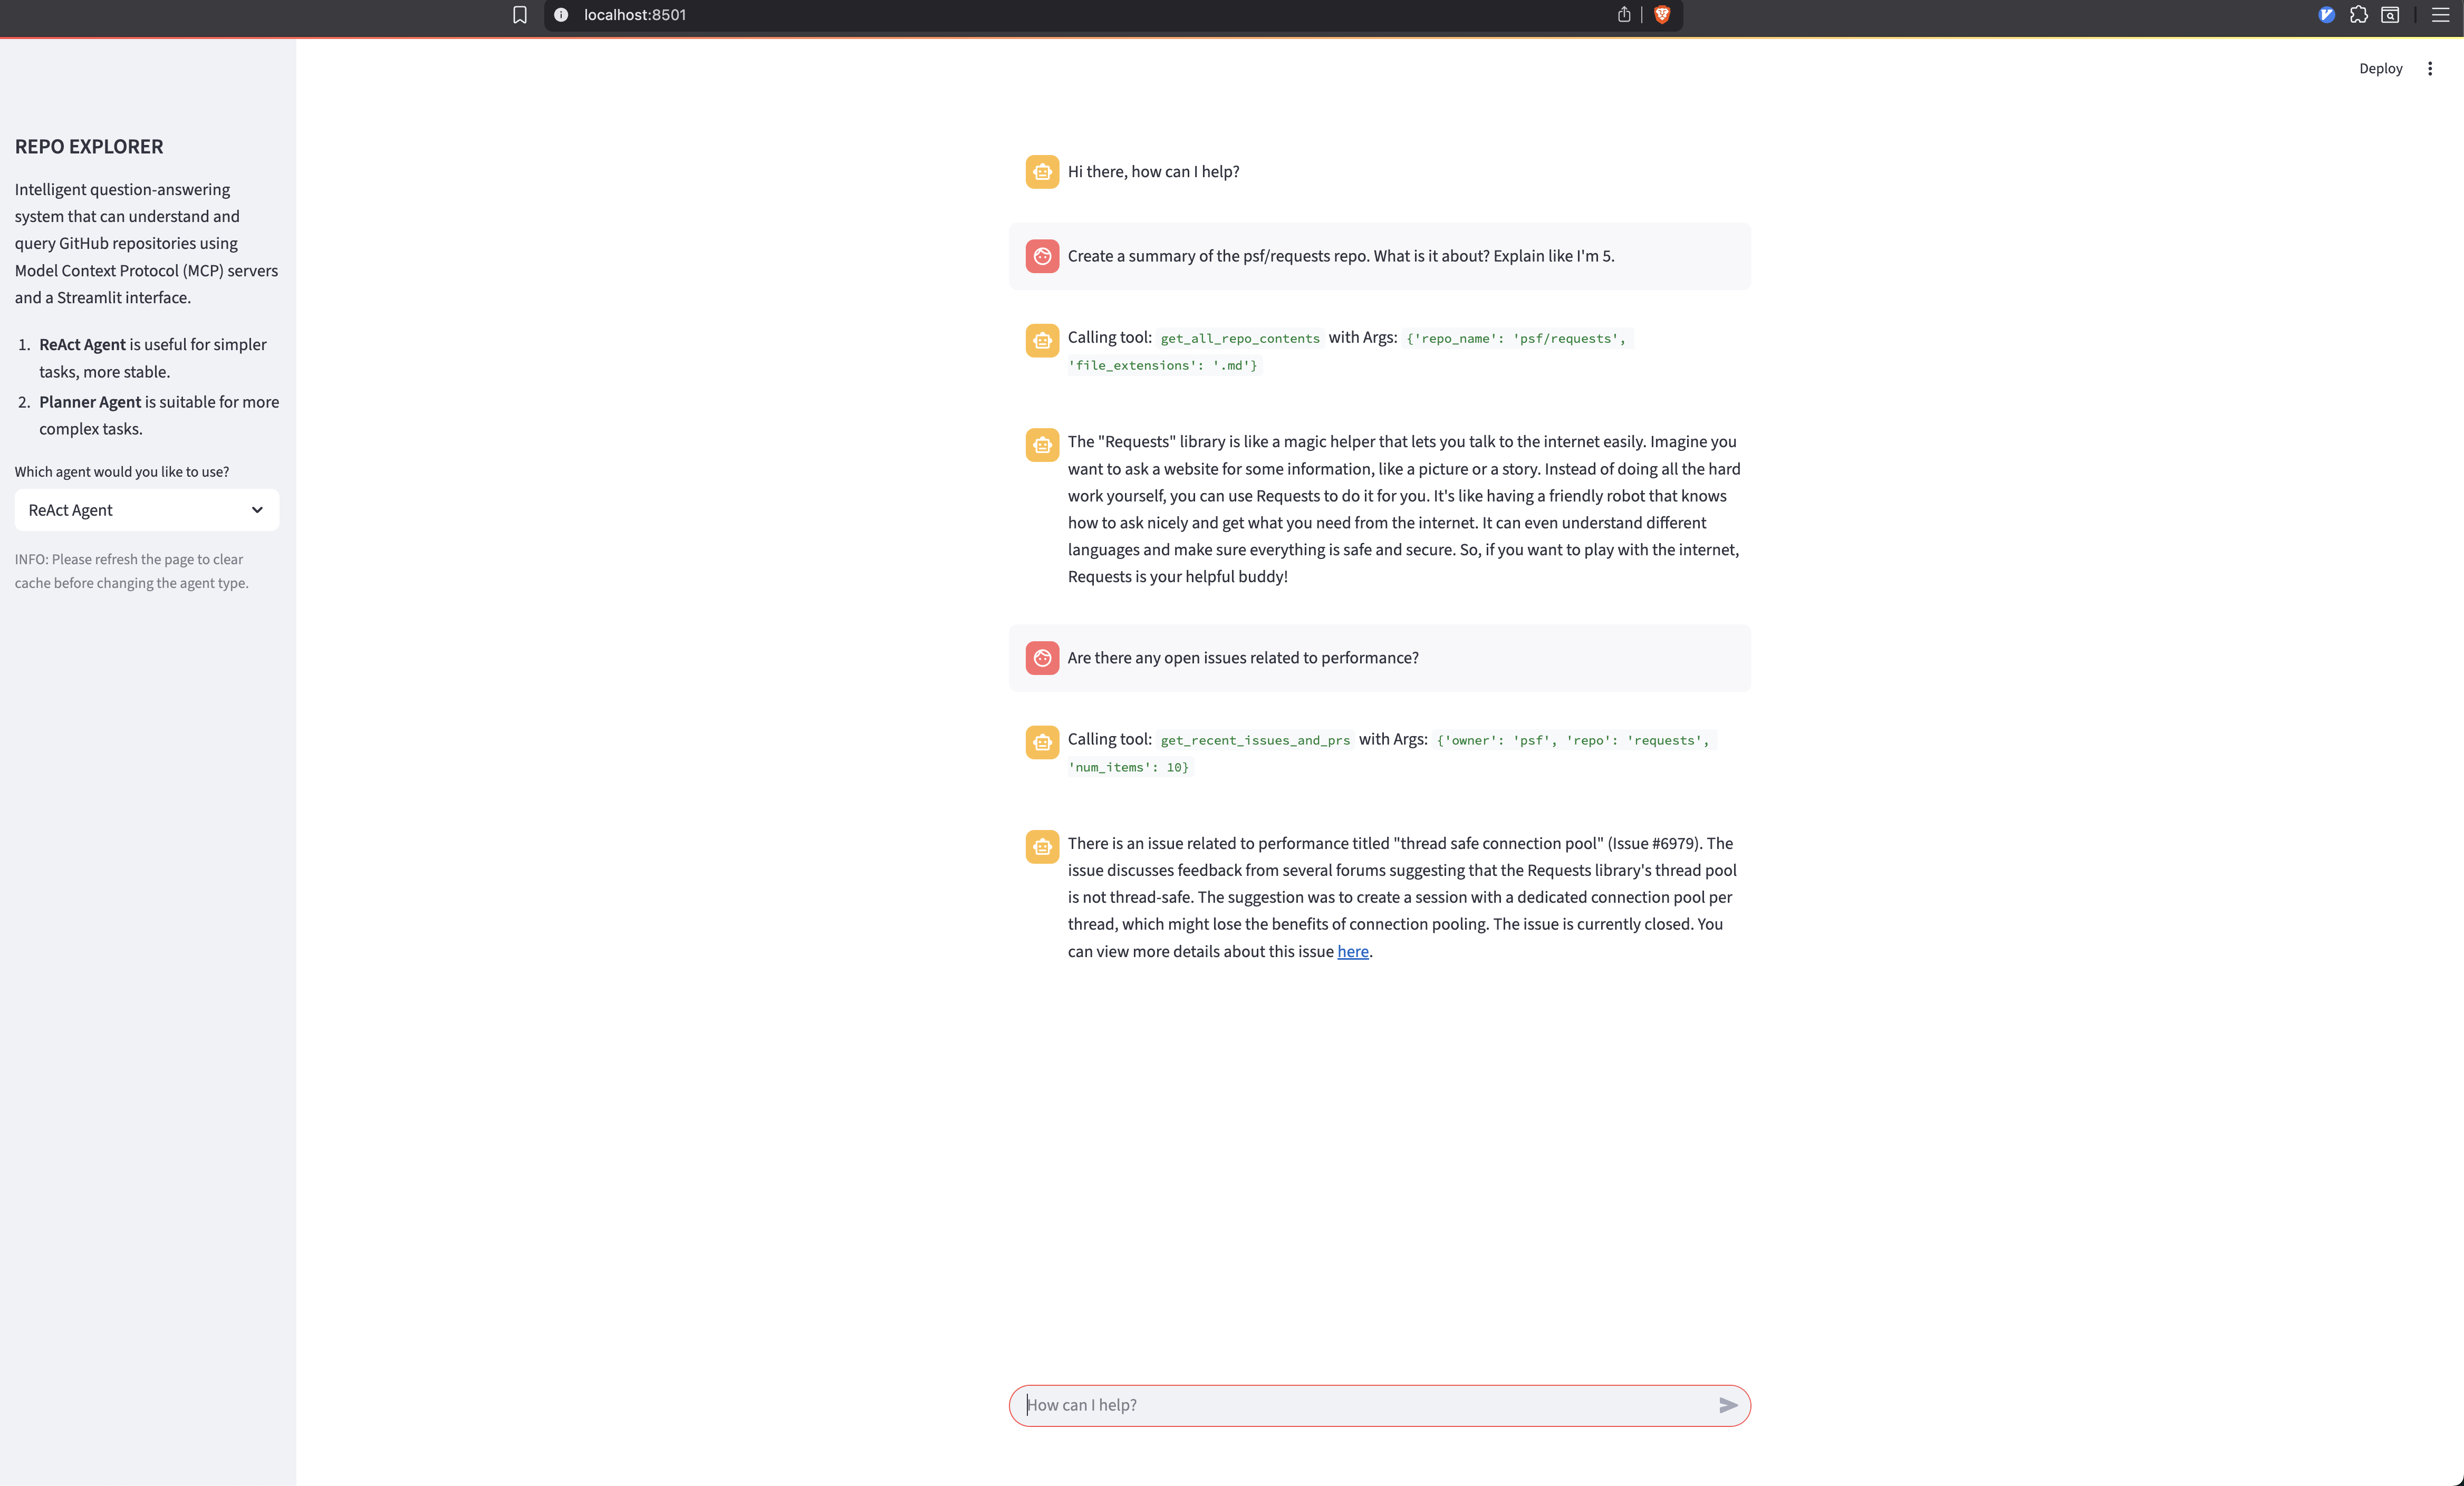 localhost:8501
Deploy
REPO EXPLORER
Intelligent question-answering
system that can understand and
query GitHub repositories using
Model Context Protocol (MCP) servers
and a Streamlit interface.
1. ReAct Agent is useful for simpler
tasks, more stable.
2. Planner Agent is suitable for more
complex tasks.
Which agent would you like to use?
ReAct Agent
INFO: Please refresh the page to clear
cache before changing the agent type.
Hi there, how can I help?
Create a summary of the psf/requests repo. What is it about? Explain like I'm 5.
Calling tool: get_all_repo_contents with Args: {'repo_name': 'psf/requests',
'file_extensions': '.md'}
The "Requests" library is like a magic helper that lets you talk to the internet easily. Imagine you
want to ask a website for some information, like a picture or a story. Instead of doing all the hard
work yourself, you can use Requests to do it for you. It's like having a friendly robot that knows
how to ask nicely and get what you need from the internet. It can even understand different
languages and make sure everything is safe and secure. So, if you want to play with the internet,
Requests is your helpful buddy!
Are there any open issues related to performance?
Calling tool: get_recent_issues_and_prs with Args: {'owner': 'psf', 'repo': 'requests',
'num_items': 10}
There is an issue related to performance titled "thread safe connection pool" (Issue #6979). The
issue discusses feedback from several forums suggesting that the Requests library's thread pool
is not thread-safe. The suggestion was to create a session with a dedicated connection pool per
thread, which might lose the benefits of connection pooling. The issue is currently closed. You
can view more details about this issue here.
How can I help?